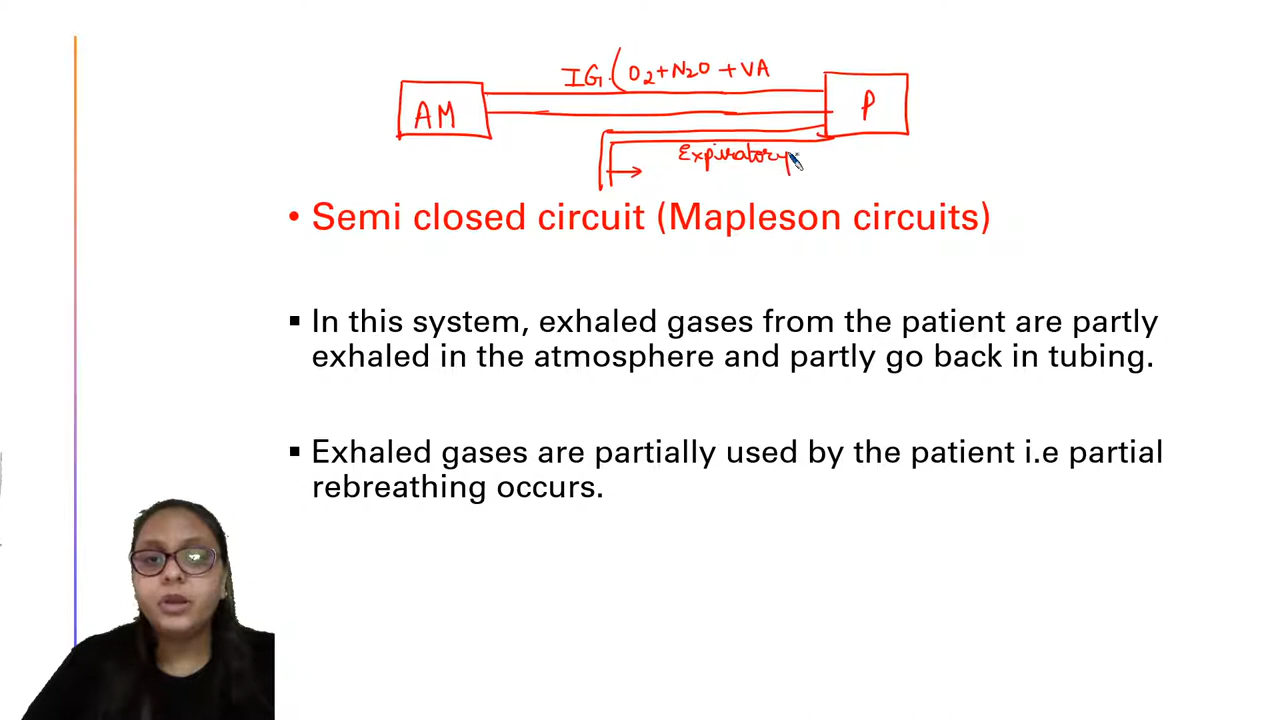 IG (O2+N2O+VA
AM
P
Expiratory
• Semi closed circuit (Mapleson circuits)
▪ In this system, exhaled gases from the patient are partly
exhaled in the atmosphere and partly go back in tubing.
▪ Exhaled gases are partially used by the patient i.e partial
rebreathing occurs.